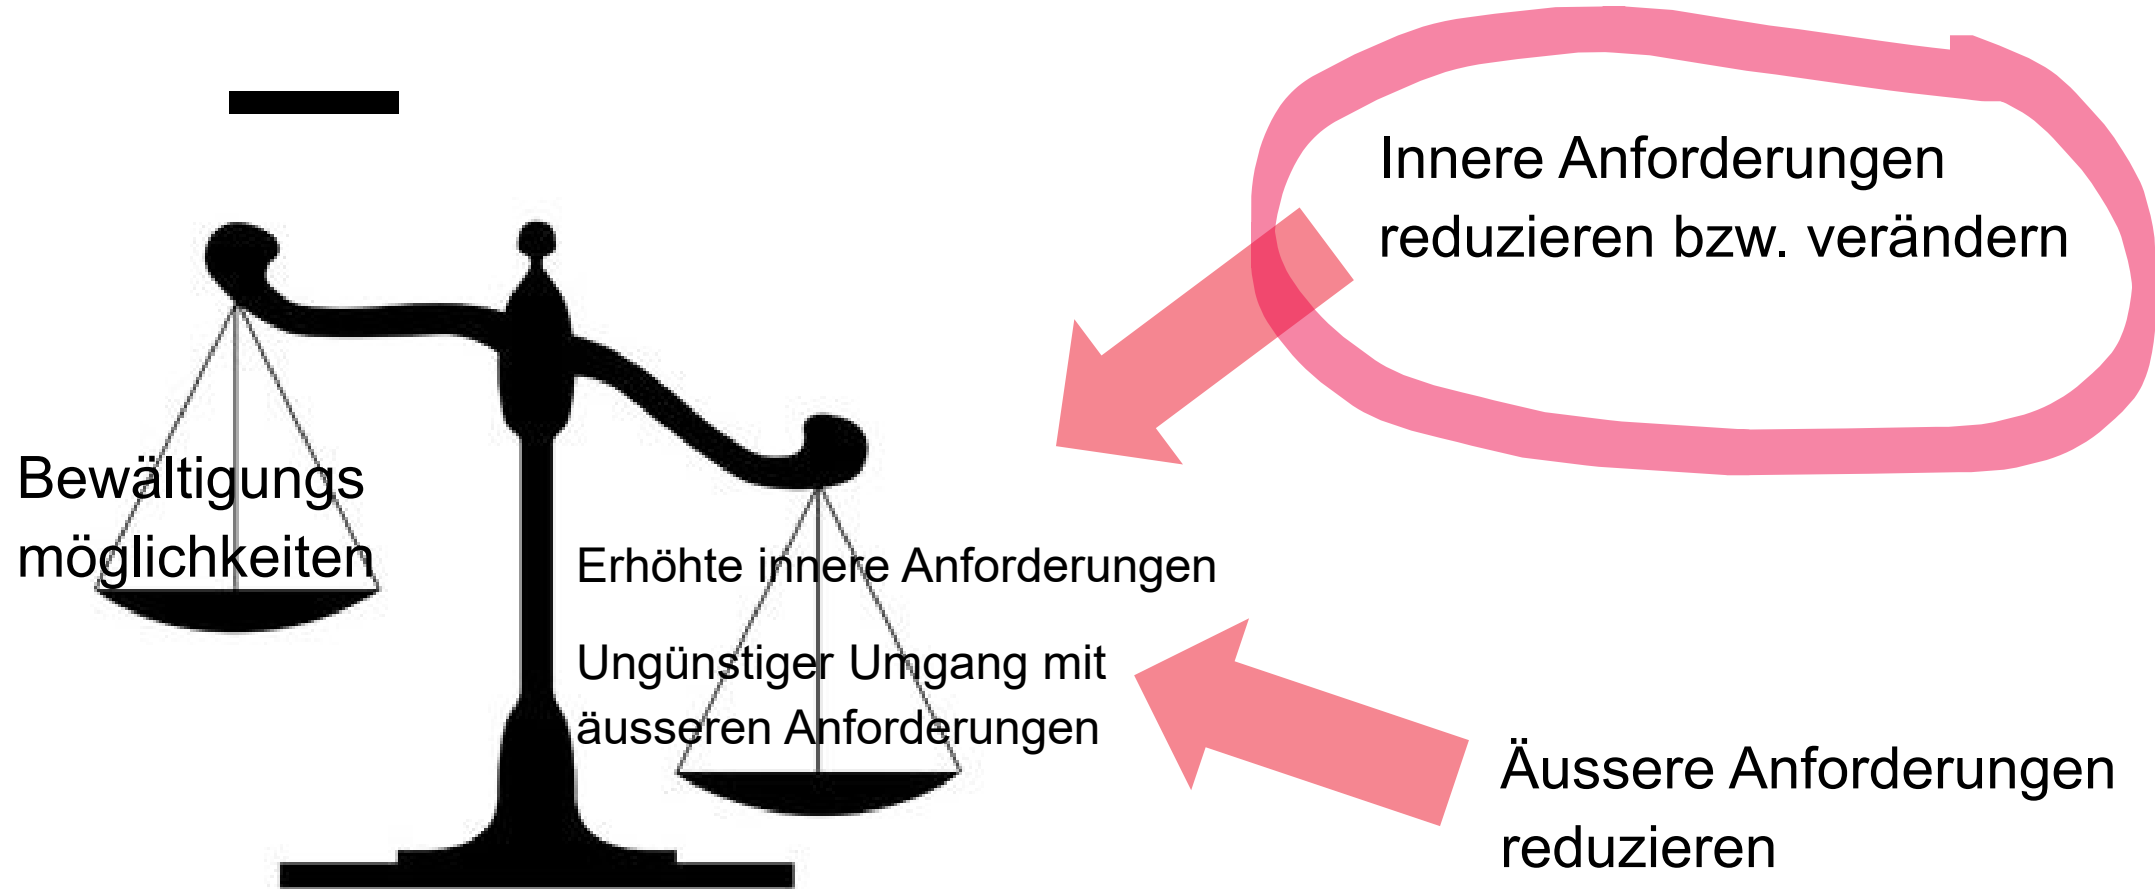 Innere Anforderungen
reduzieren bzw. verändern
Bewältigungs
möglichkeiten
Erhöhte innere Anforderungen
Ungünstiger Umgang mit
äusseren Anforderungen
Äussere Anforderungen
reduzieren